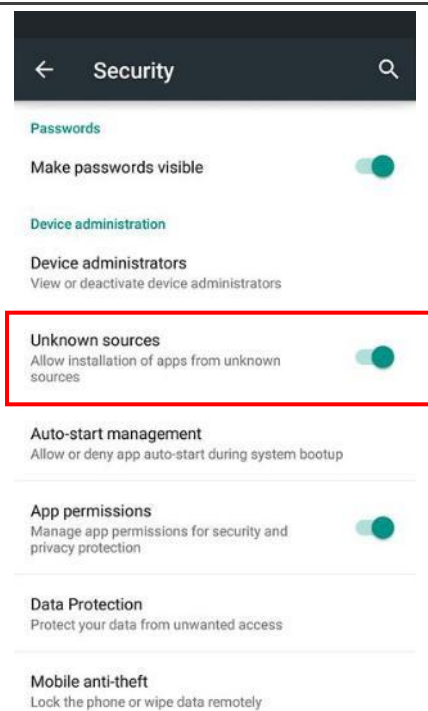 Security
Passwords
Make passwords visible
Device administration
Device administrators
View or deactivate device administrators
Unknown sources
Allow installation of apps from unknown
sources
Auto-start management
Allow or deny app auto-start during system bootup
App permissions
Manage app permissions for security and
privacy protection
Data Protection
Protect your data from unwanted access
Mobile anti-theft
Lock the phone or wipe data remotely